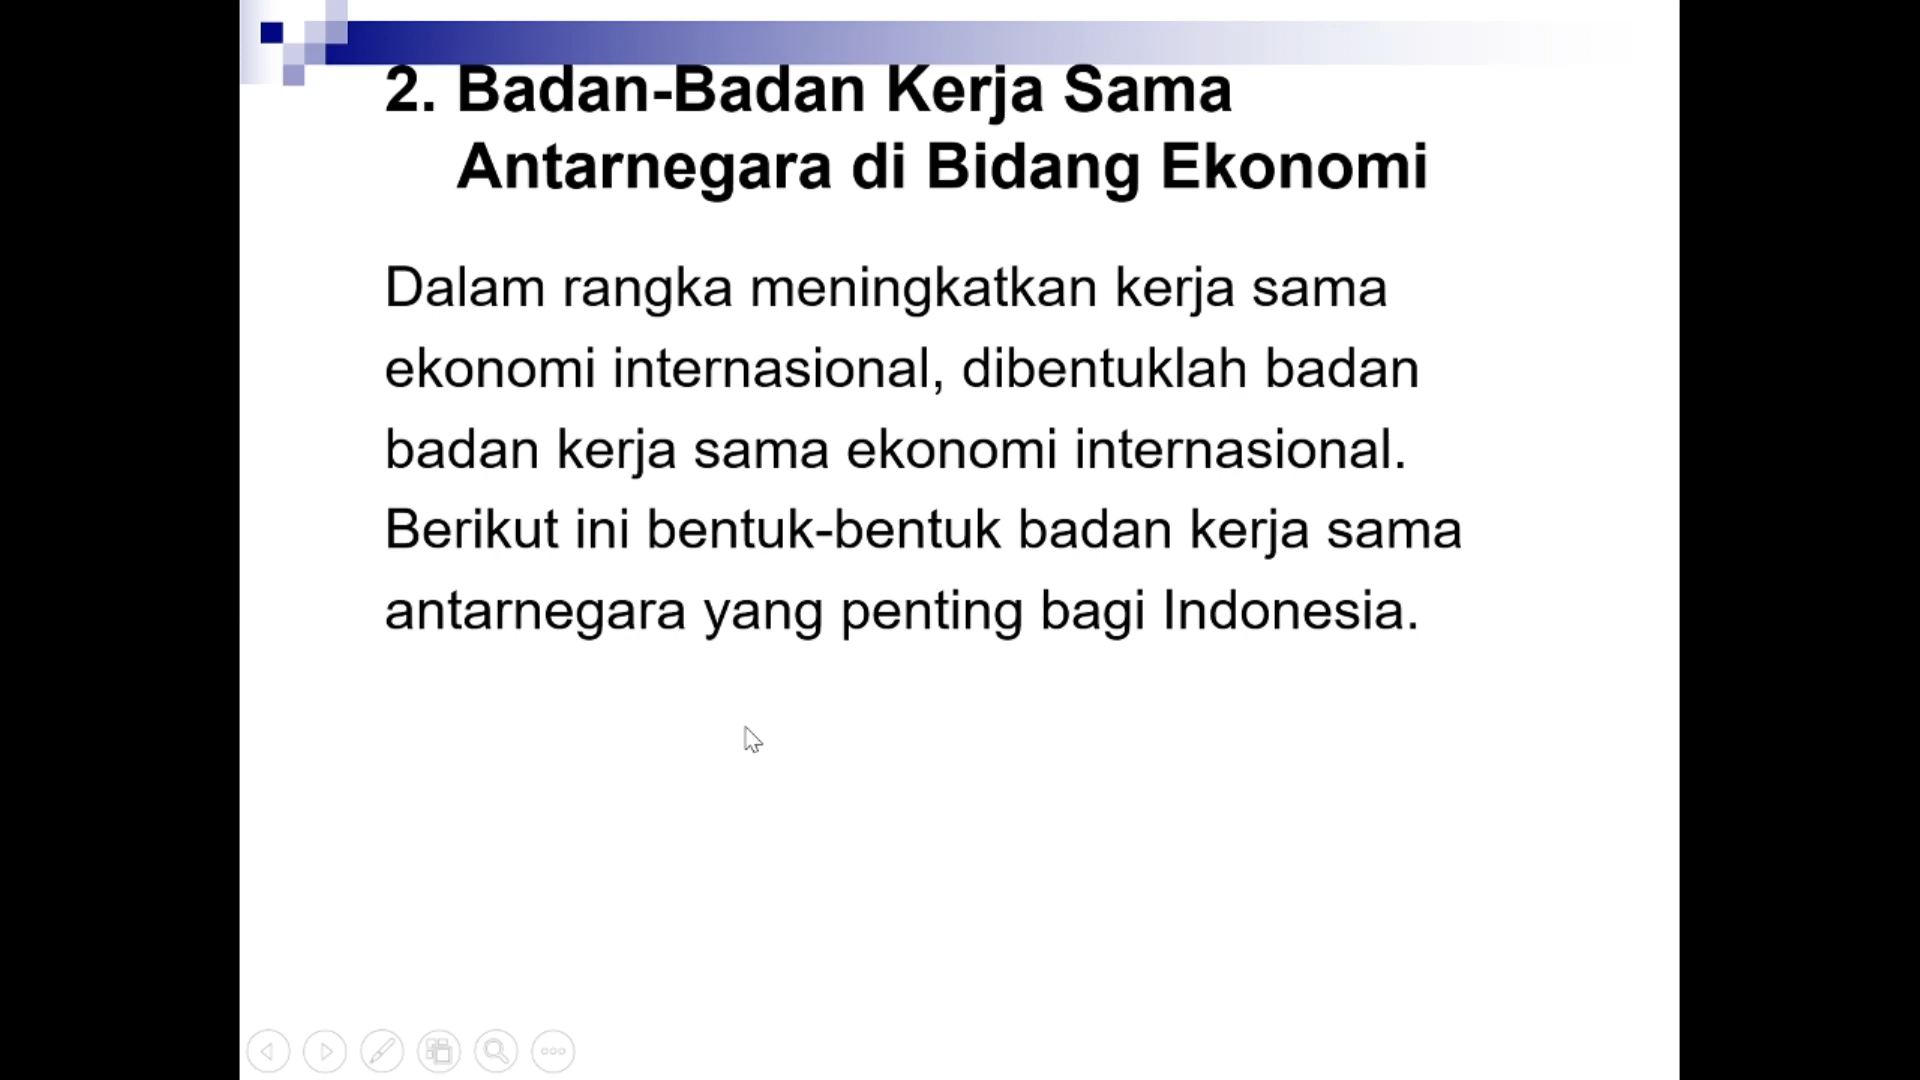 2. Badan-Badan Kerja Sama
Antarnegara di Bidang Ekonomi
Dalam rangka meningkatkan kerja sama
ekonomi internasional, dibentuklah badan
badan kerja sama ekonomi internasional.
Berikut ini bentuk-bentuk badan kerja sama
antarnegara yang penting bagi Indonesia.